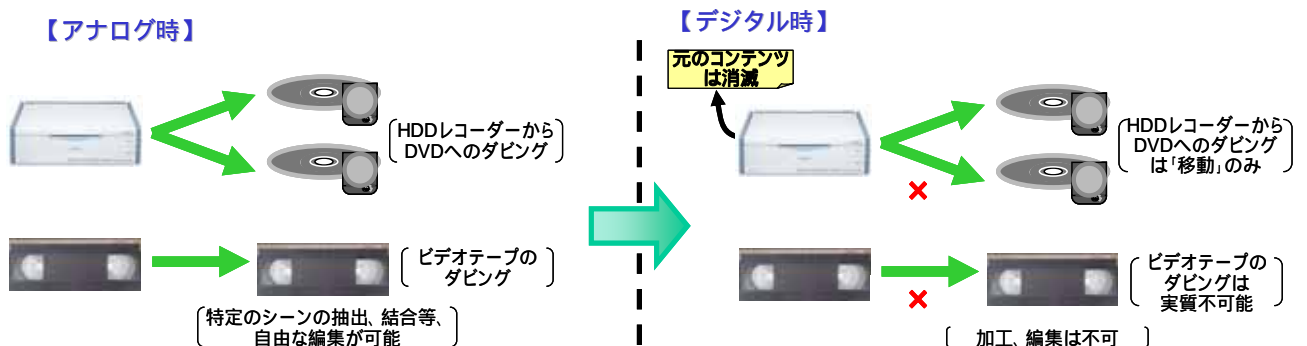 【アナログ時】
HDDレコーダーから
DVDへのダビング
ビデオテープの
ダビング
特定のシーンの抽出、結合等、
自由な編集が可能
【デジタル時】
元のコンテンツ
は消滅
HDDレコーダーから
DVDへのダビング
は「移動」のみ
×
ビデオテープの
ダビングは
実質不可能
×
加工、編集は不可